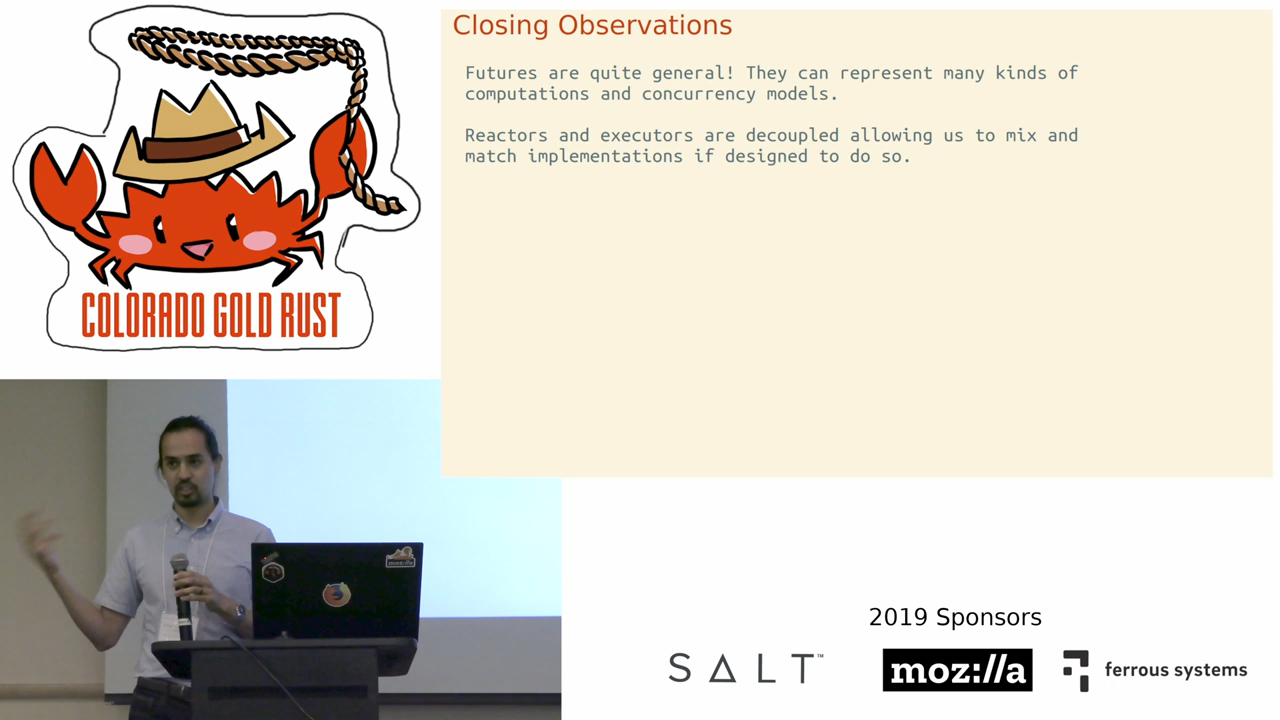 COLORADO GOLD RUST
Closing Observations
Futures are quite general! They can represent many kinds of
computations and concurrency models.
Reactors and executors are decoupled allowing us to mix and
match implementations if designed to do so.
moz://a
2019 Sponsors
SALT™
moz://a
ferrous systems